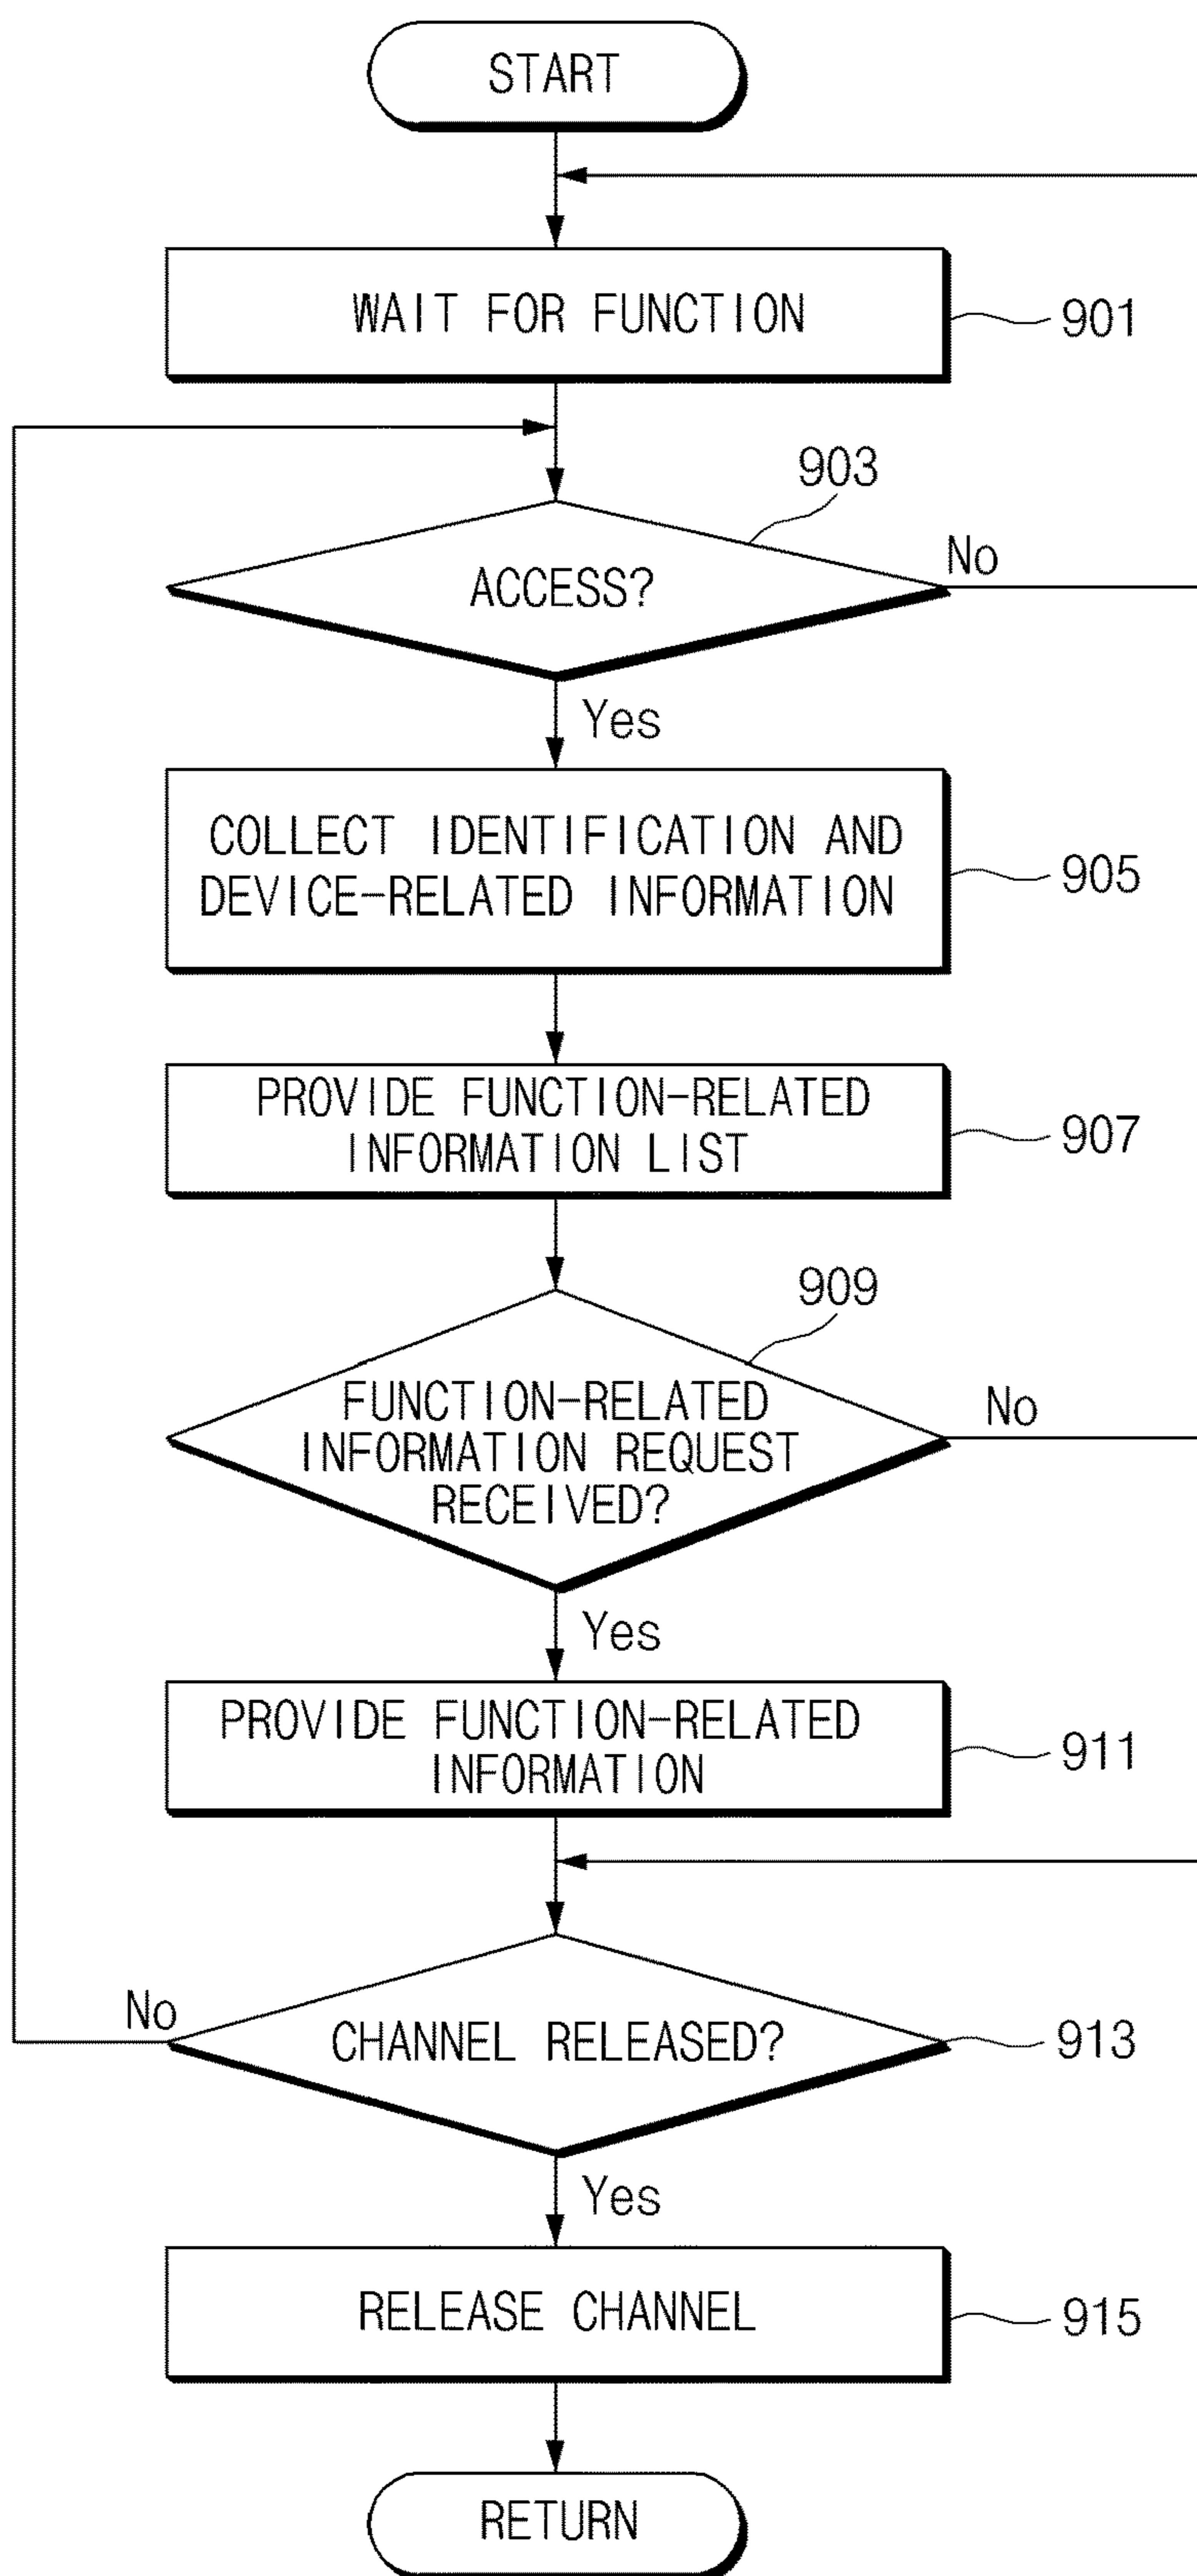 START
WAIT FOR FUNCTION
901
903
ACCESS?
No
Yes
COLLECT IDENTIFICATION AND
DEVICE-RELATED INFORMATION
905
PROVIDE FUNCTION-RELATED
INFORMATION LIST
907
909
FUNCTION-RELATED
INFORMATION REQUEST
RECEIVED?
No
Yes
PROVIDE FUNCTION-RELATED
INFORMATION
911
No
CHANNEL RELEASED?
913
Yes
RELEASE CHANNEL
915
RETURN